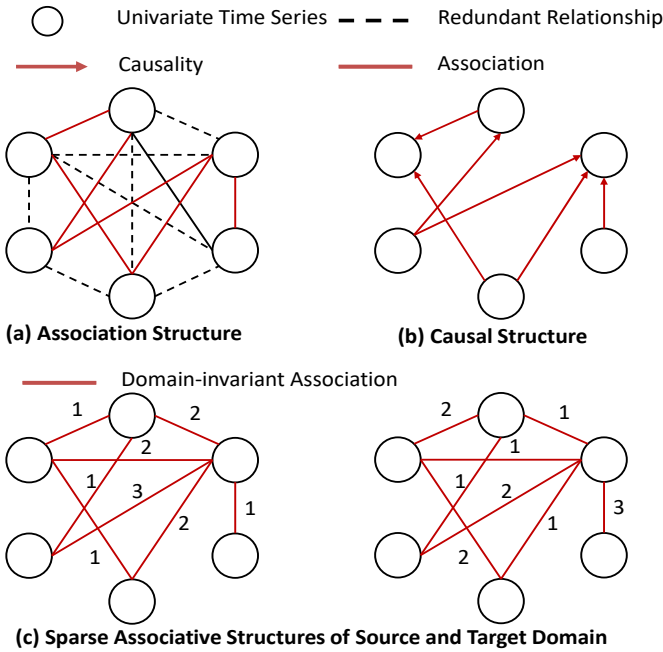 Univariate Time Series
Redundant Relationship
Causality
Association
(a) Association Structure
(b) Causal Structure
Domain-invariant Association
1 2 2 1
2 1
1 3 1 2
1 2 1 3
1 2 2 1
(c) Sparse Associative Structures of Source and Target Domain